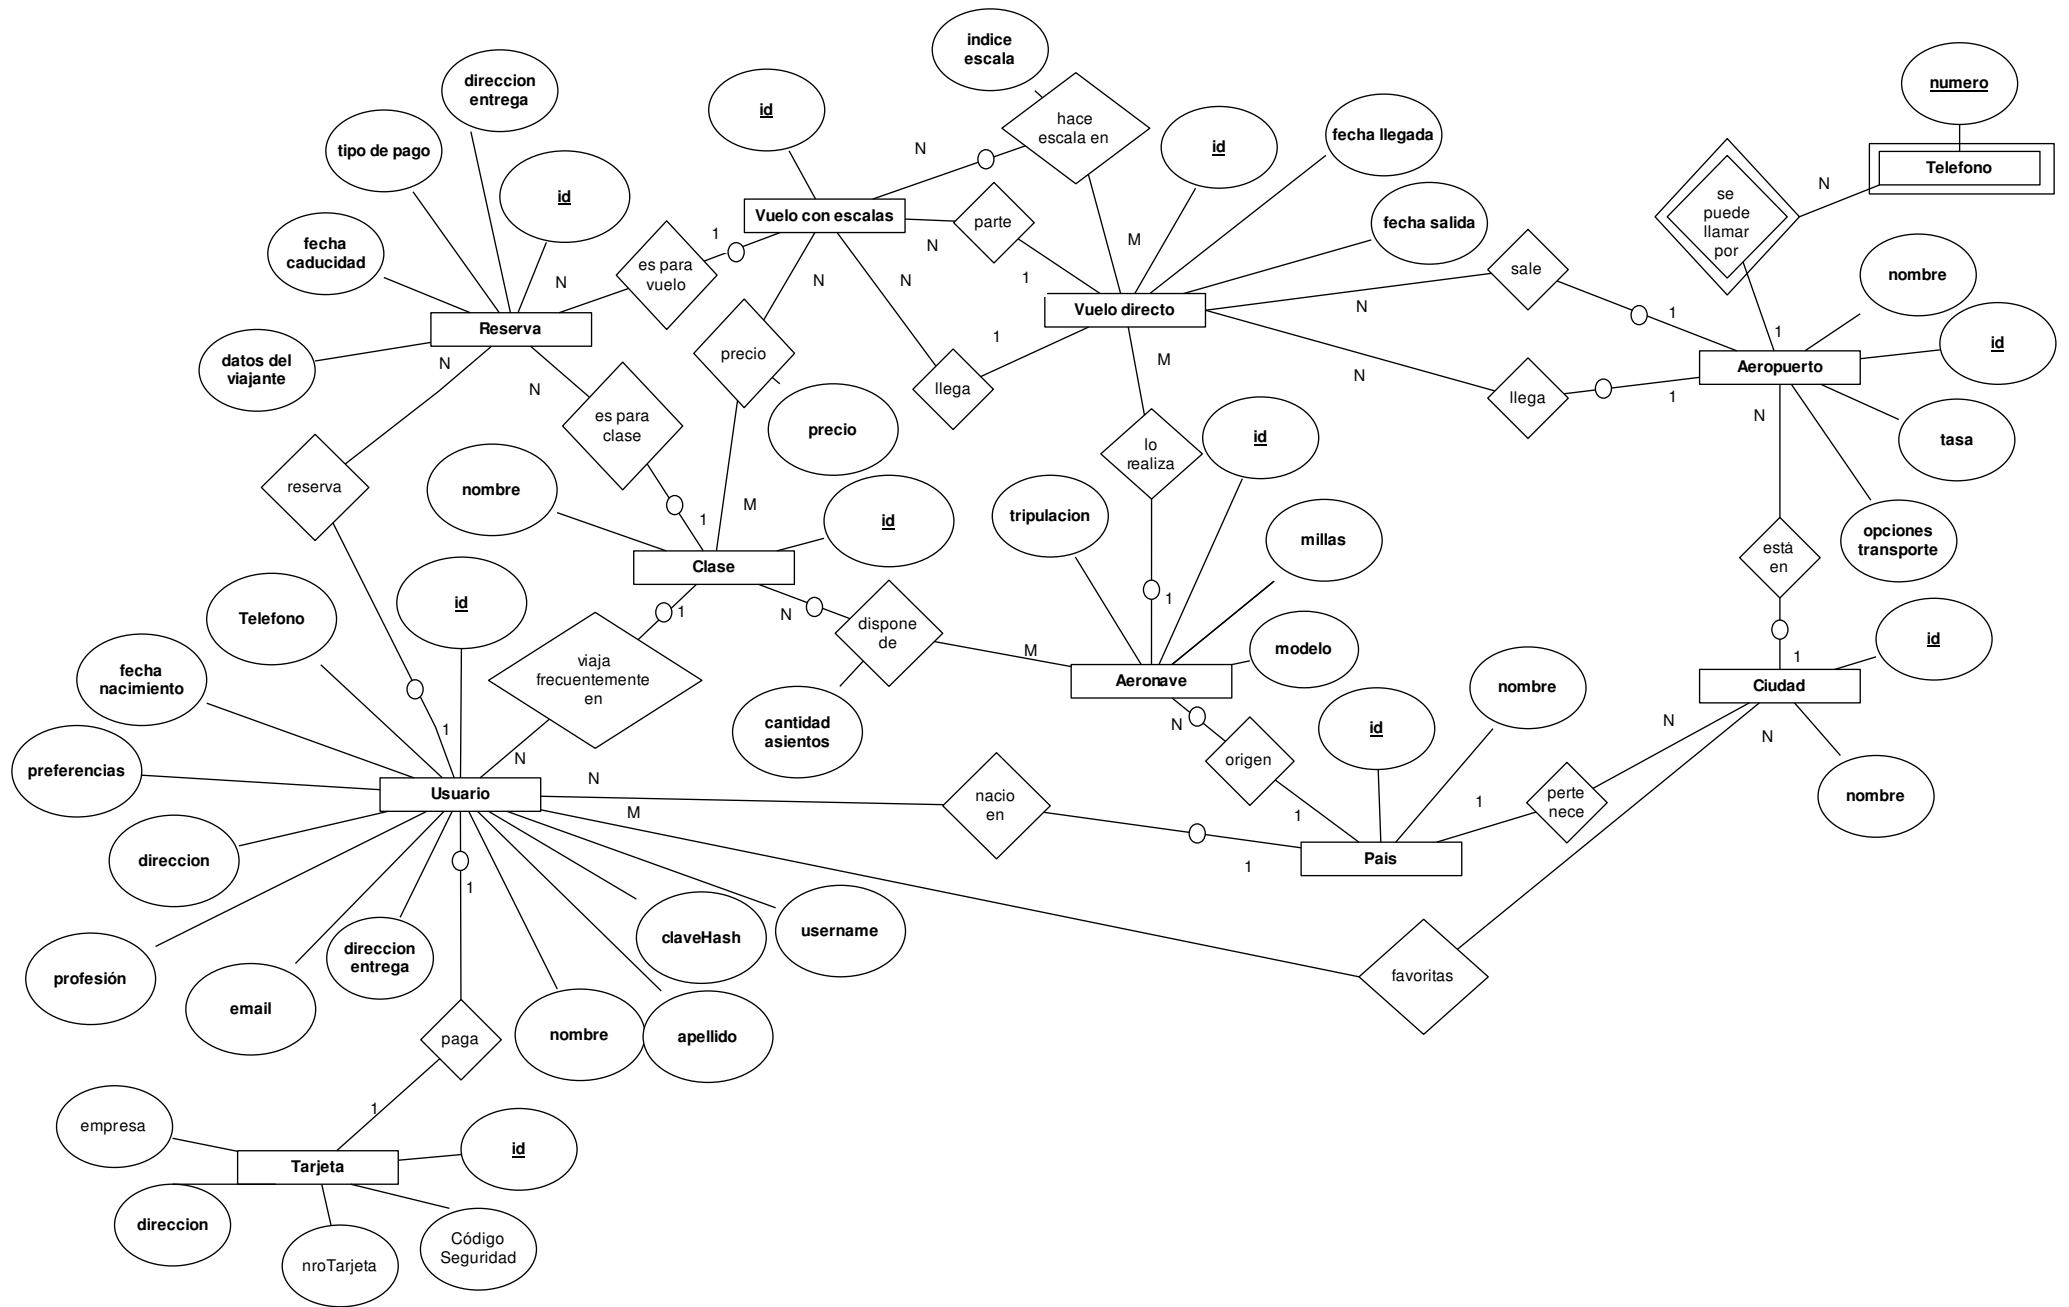 indice
escala
direccion
entrega
id
numero
tipo de pago
hace
escala en
id
fecha llegada
Telefono
N
N
se
puede
llamar
por
id
Vuelo con escalas
parte
fecha salida
fecha
caducidad
1
es para
vuelo
N
N
M
sale
nombre
N
N
N
1
Vuelo directo
N
1
1
Reserva
id
datos del
viajante
N
precio
1
M
Aeropuerto
N
llega
N
llega
1
es para
clase
precio
lo
realiza
id
N
tasa
reserva
nombre
M
id
1
tripulacion
millas
opciones
transporte
está
en
Clase
id
Telefono
1
N
dispone
de
1
id
M
modelo
1
fecha
nacimiento
viaja
frecuentemente
en
Aeronave
nombre
Ciudad
cantidad
asientos
N
id
N
N
1
N
origen
preferencias
N
Usuario
M
nacio
en
1
1
perte
nece
nombre
direccion
1
1
Pais
claveHash
username
direccion
entrega
profesión
email
favoritas
nombre
apellido
paga
1
empresa
id
Tarjeta
direccion
Código
Seguridad
nroTarjeta